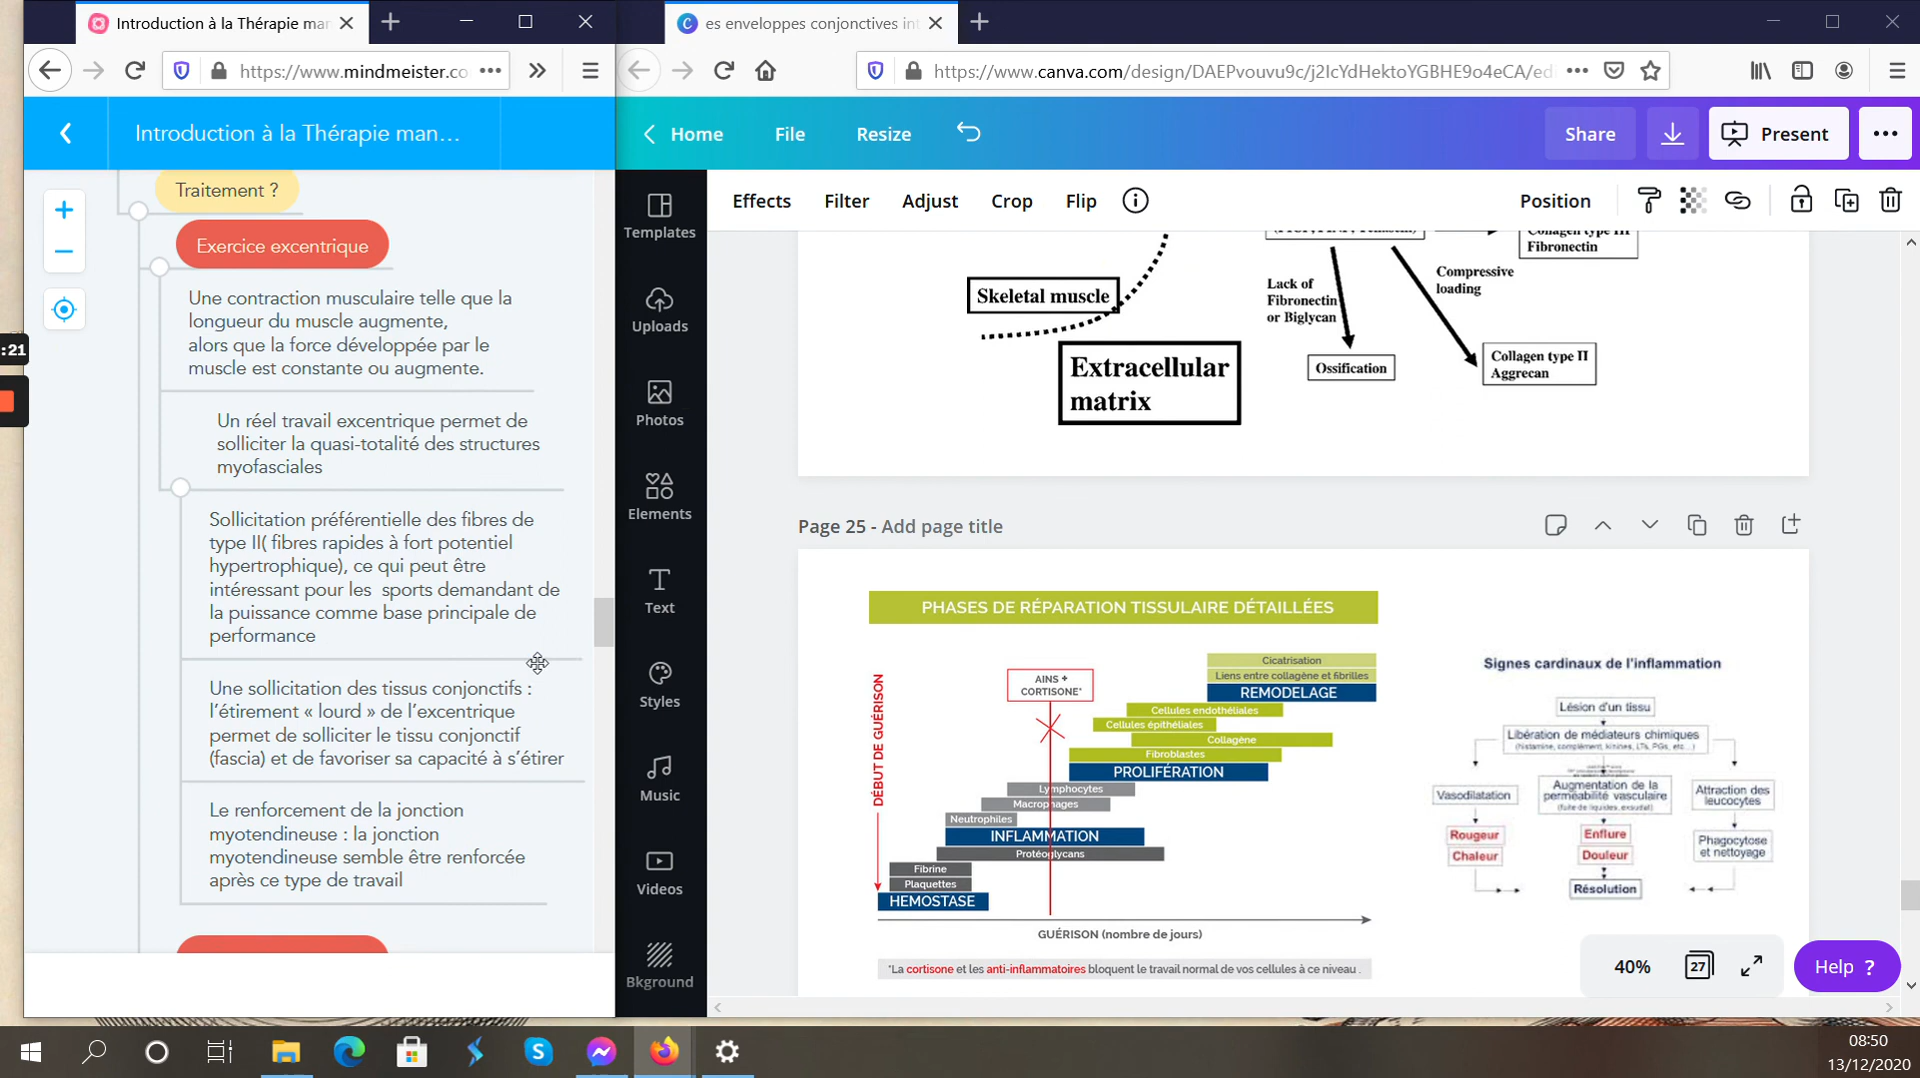 Introduction à la Thérapie man
es enveloppes conjonctives int
https://www.mindmeister.co
https://www.canva.com/design/DAEPvouvu9c/j2IcYdHektoYGBHE9o4eCA/ed
Introduction à la Thérapie man...
Home
File
Resize
Share
Present
Traitement ?
Exercice excentrique
Une contraction musculaire telle que la
longueur du muscle augmente,
alors que la force développée par le
muscle est constante ou augmente.
Un réel travail excentrique permet de
solliciter la quasi-totalité des structures
myofasciales
Sollicitation préférentielle des fibres de
type II( fibres rapides à fort potentiel
hypertrophique), ce qui peut être
intéressant pour les  sports demandant de
la puissance comme base principale de
performance
Une sollicitation des tissus conjonctifs :
l'étirement « lourd » de l'excentrique
permet de solliciter le tissu conjonctif
(fascia) et de favoriser sa capacité à s'étirer
Le renforcement de la jonction
myotendineuse : la jonction
myotendineuse semble être renforcée
après ce type de travail
:21
Templates
Uploads
Photos
Elements
Text
Styles
Music
Videos
Bkground
Effects
Filter
Adjust
Crop
Flip
Position
Fibronectin
Skeletal muscle
Extracellular
matrix
Lack of
Fibronectin
or Biglycan
Compressive
loading
Ossification
Collagen type II
Aggrecan
Page 25 - Add page title
PHASES DE RÉPARATION TISSULAIRE DÉTAILLÉES
DÉBUT DE GUÉRISON
AINS +
CORTISONE*
Cicatrisation
Liens entre collagène et fibrilles
REMODELAGE
Cellules endothéliales
Cellules épithéliales
Collagène
Fibroblastes
PROLIFÉRATION
Lymphocytes
Macrophages
Neutrophiles
INFLAMMATION
Protéoglycans
Fibrine
Plaquettes
HEMOSTASE
GUÉRISON (nombre de jours)
*La cortisone et les anti-inflammatoires bloquent le travail normal de vos cellules à ce niveau .
Signes cardinaux de l'inflammation
Lésion d'un tissu
Libération de médiateurs chimiques
(histamine, complément, kinines, LTs, PGs, etc...)
Vasodilatation
Augmentation de la
perméabilité vasculaire
(fuite de liquides, exsudat)
Attraction des
leucocytes
Rougeur
Chaleur
Enflure
Douleur
Phagocytose
et nettoyage
Résolution
40%
27
Help ?
08:50
13/12/2020